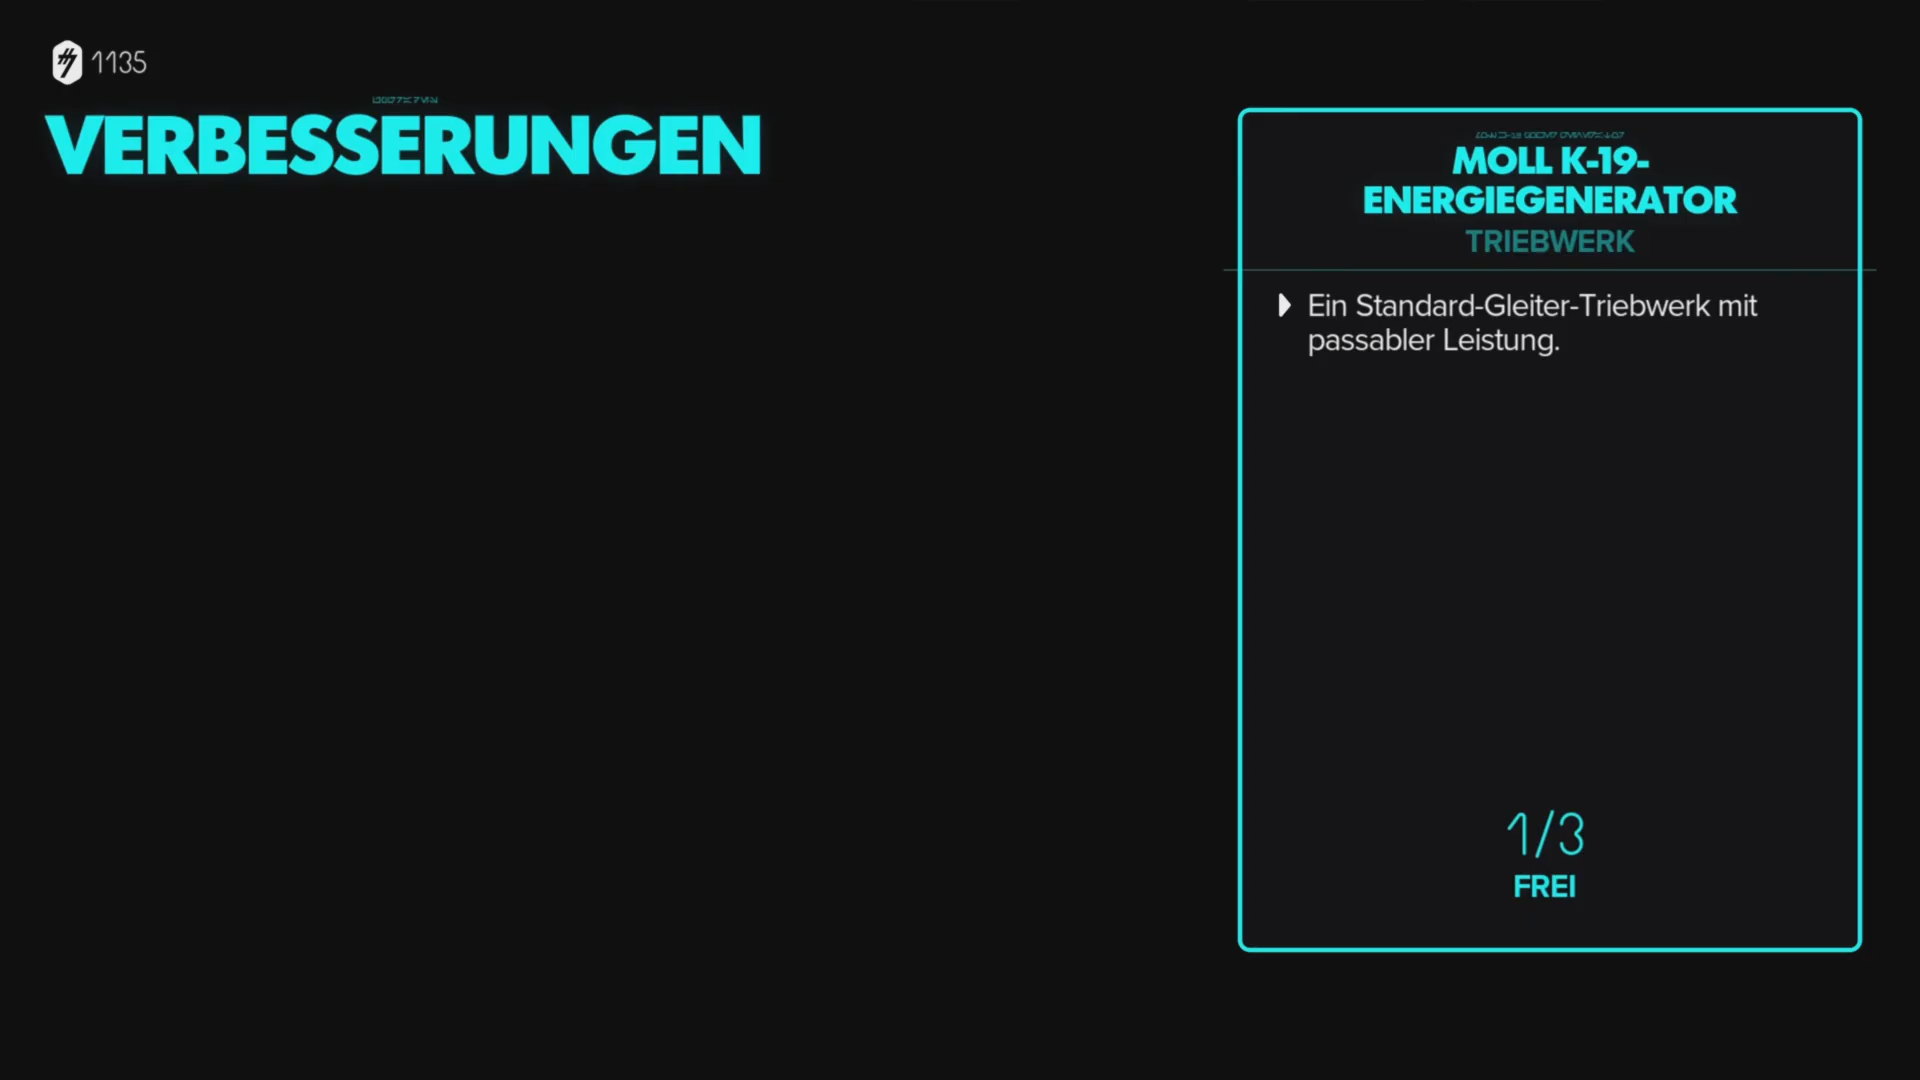 1135
VERBESSERUNGEN
MOLL K-19-
ENERGIEGENERATOR
TRIEBWERK
Ein Standard-Gleiter-Triebwerk mit
passabler Leistung.
1/3
FREI